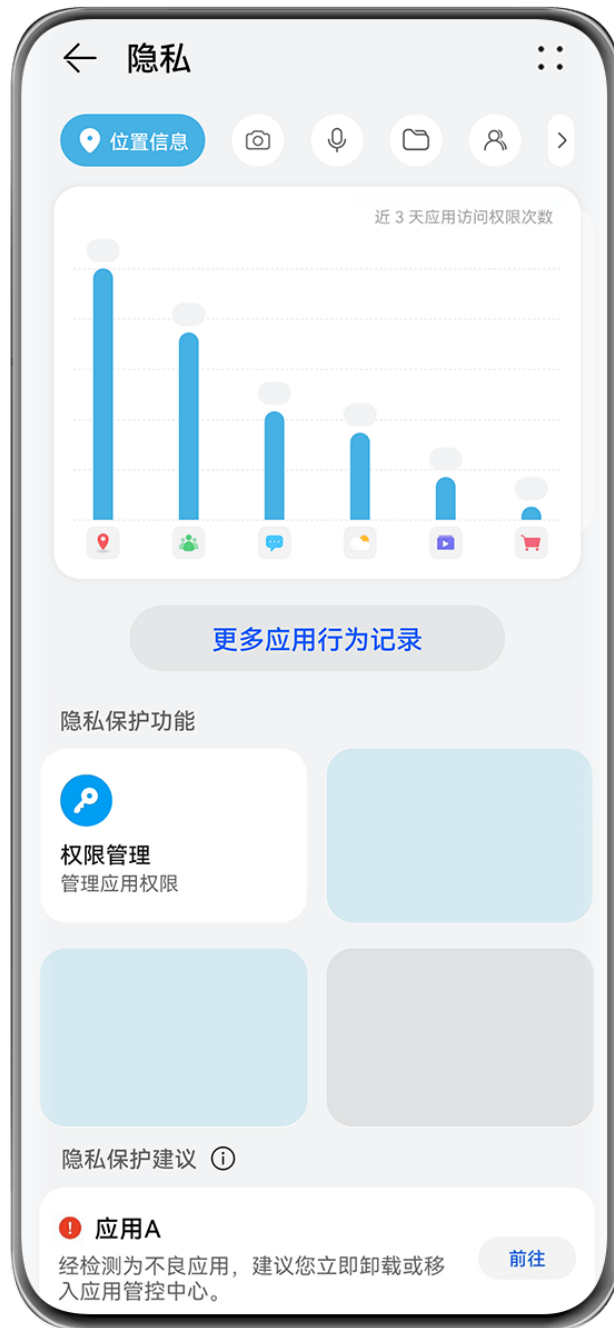 隐私
位置信息
近 3 天应用访问权限次数
更多应用行为记录
隐私保护功能
权限管理
管理应用权限
隐私保护建议
应用A
经检测为不良应用，建议您立即卸载或移
入应用管控中心。
前往